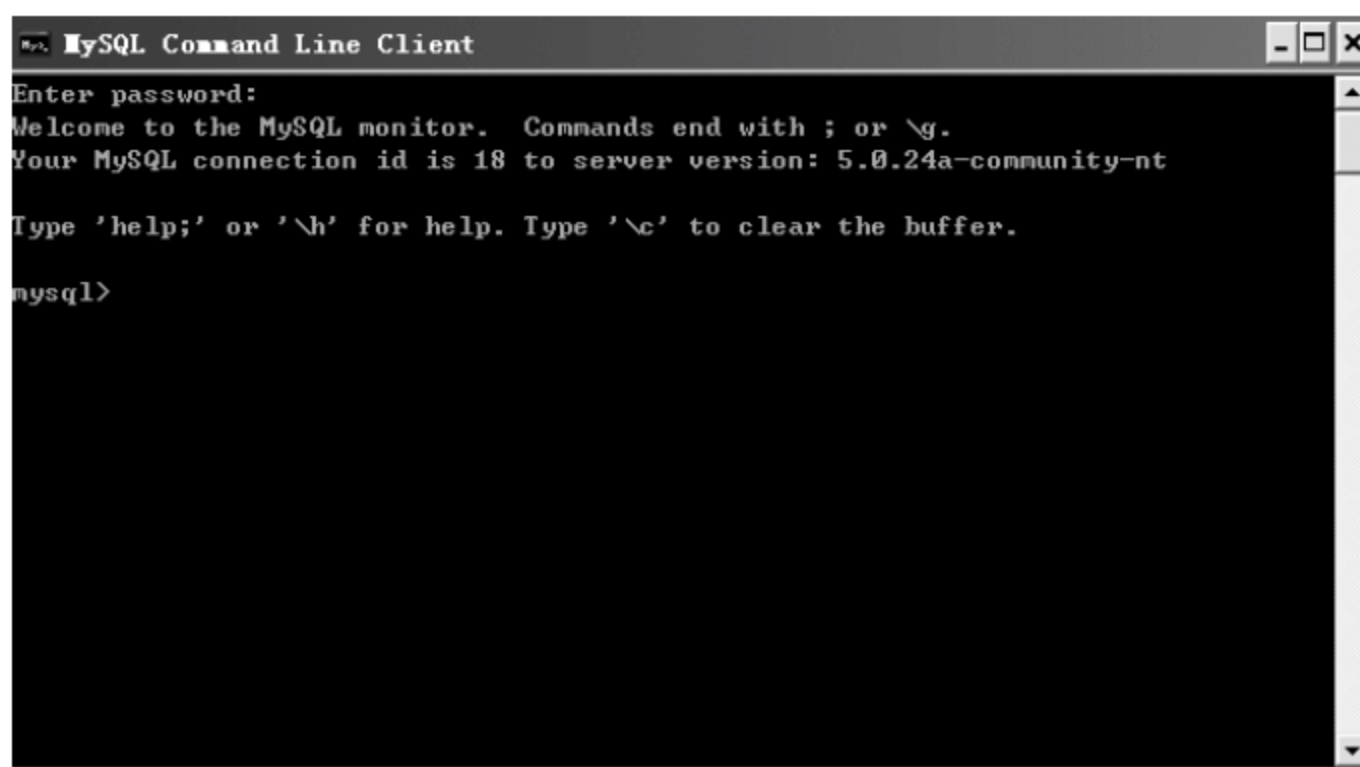 MySQL Command Line Client
Enter password:
Welcome to the MySQL monitor.  Commands end with ; or \g.
Your MySQL connection id is 18 to server version: 5.0.24a-community-nt
Type 'help;' or '\h' for help. Type '\c' to clear the buffer.
mysql>